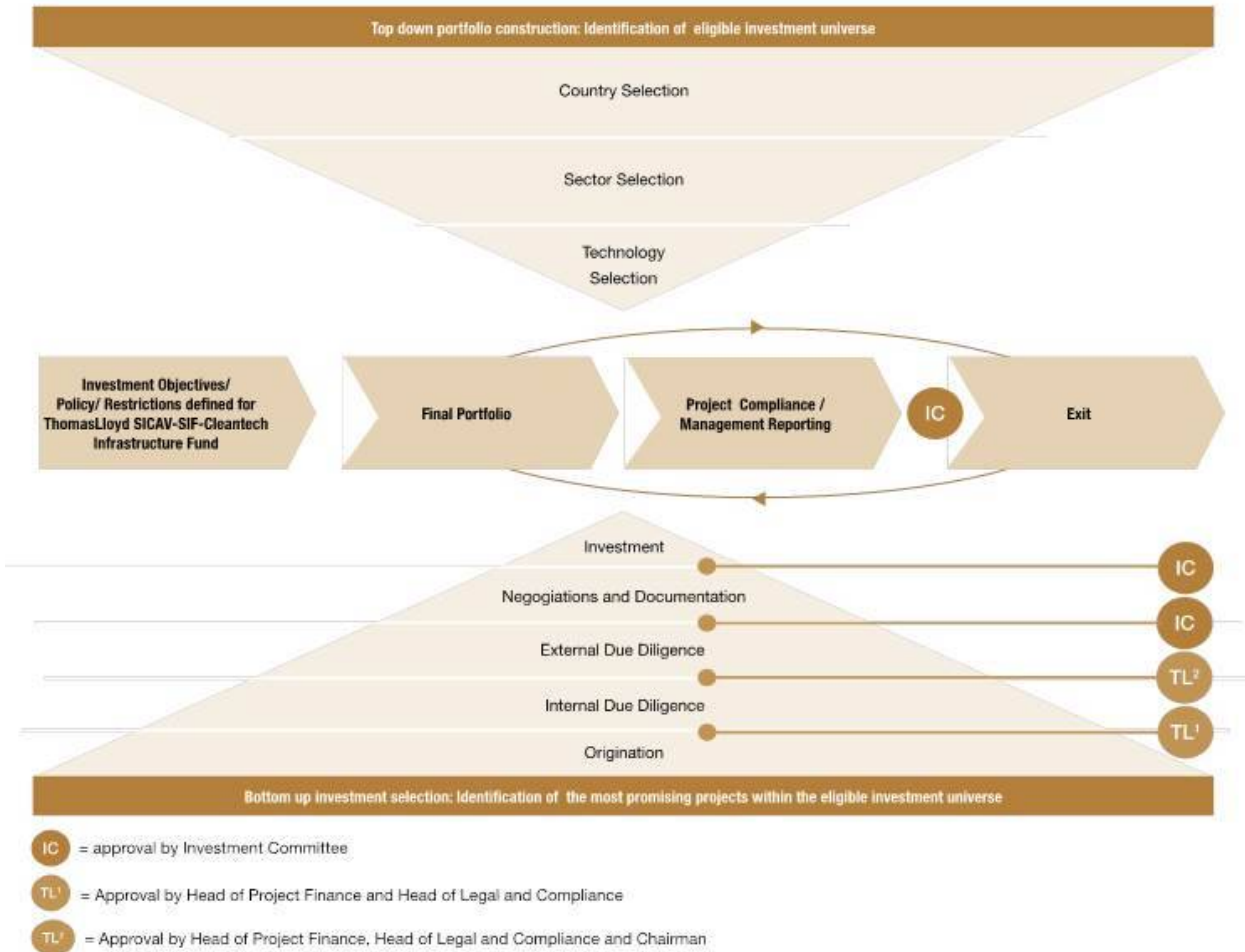 Top down portfolio construction: Identification of eligible investment universe
Country Selection
Sector Selection
Technology
Selection
Investment Objectives/
Policy/ Restrictions defined for
ThomasLloyd SICAV-SIF-Cleantech
Infrastructure Fund
Final Portfolio
Project Compliance /
Management Reporting
IC
Exit
Investment
IC
Negogiations and Documentation
IC
External Due Diligence
TL²
Internal Due Diligence
TL¹
Origination
Bottom up investment selection: Identification of the most promising projects within the eligible investment universe
IC = approval by Investment Committee
TL¹ = Approval by Head of Project Finance and Head of Legal and Compliance
TL² = Approval by Head of Project Finance, Head of Legal and Compliance and Chairman